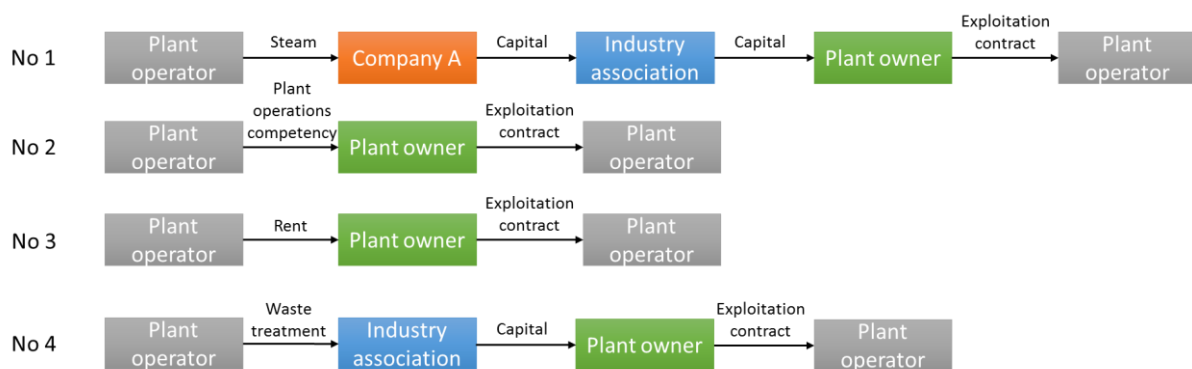 No 1
Plant
operator
Steam
Company A
Capital
Industry
association
Capital
Plant owner
Exploitation
contract
Plant
operator
No 2
Plant
operator
Plant
operations
competency
Plant owner
Exploitation
contract
Plant
operator
No 3
Plant
operator
Rent
Plant owner
Exploitation
contract
Plant
operator
No 4
Plant
operator
Waste
treatment
Industry
association
Capital
Plant owner
Exploitation
contract
Plant
operator